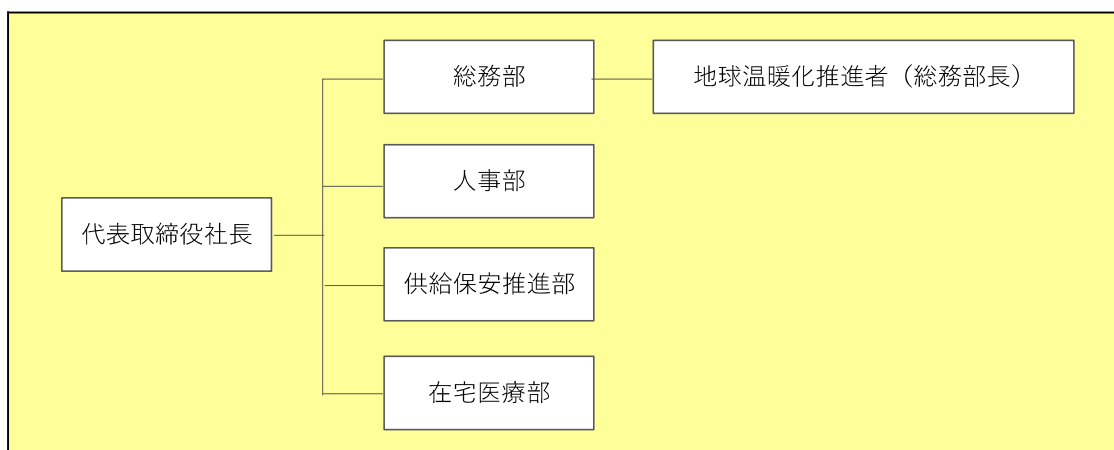 総務部
地球温暖化推進者（総務部長）
人事部
代表取締役社長
供給保安推進部
在宅医療部